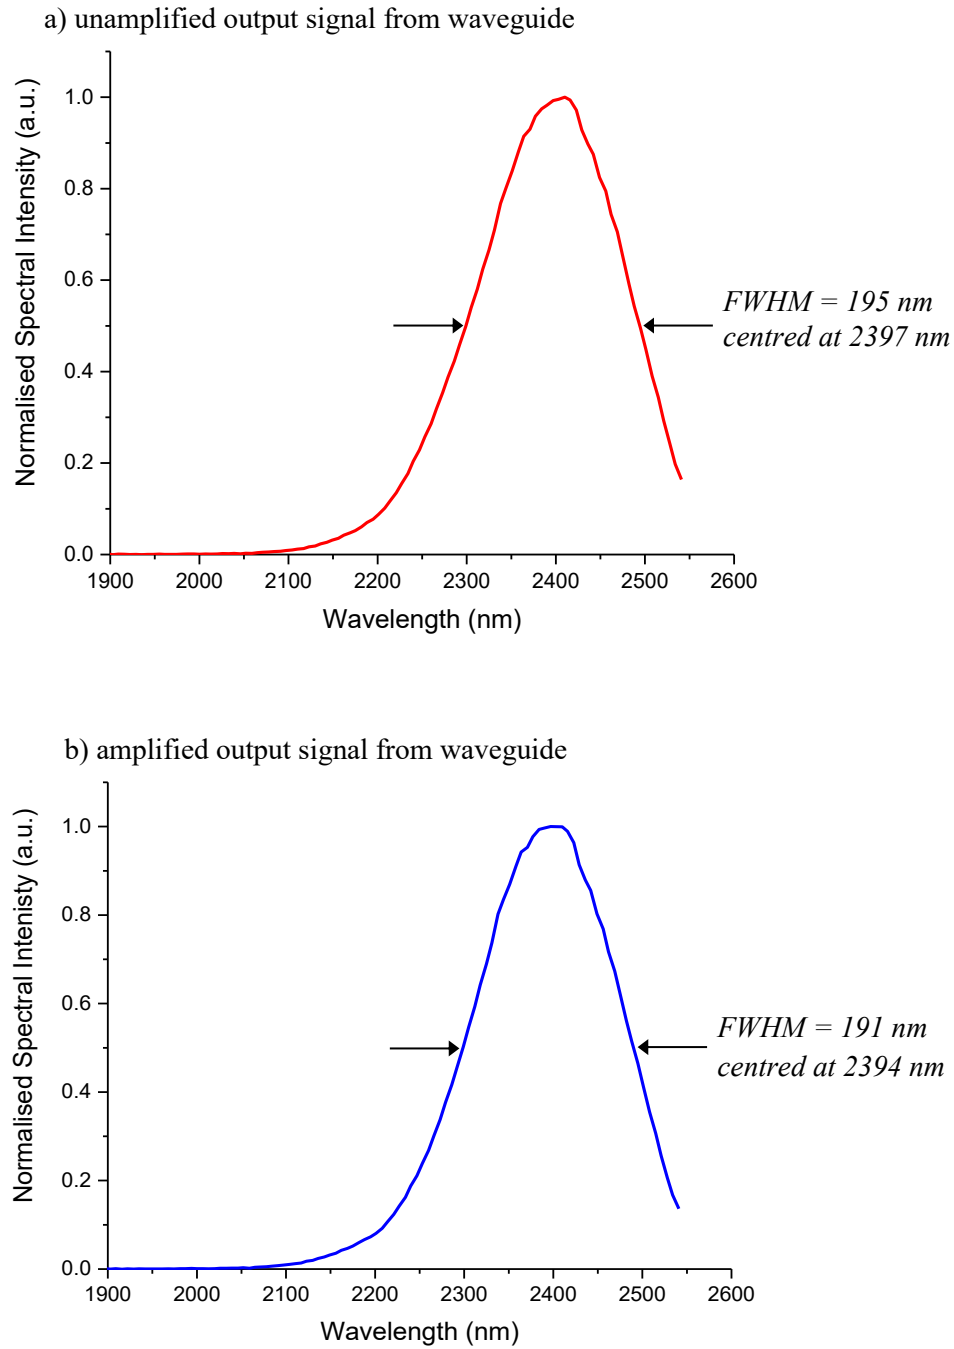 a) unamplified output signal from waveguide
Normalised Spectral Intensity (a.u.)
1.0
0.8
0.6
0.4
0.2
0.0
FWHM = 195 nm
centred at 2397 nm
1900 2000 2100 2200 2300 2400 2500 2600
Wavelength (nm)
b) amplified output signal from waveguide
Normalised Spectral Intenisty (a.u.)
1.0
0.8
0.6
0.4
0.2
0.0
FWHM = 191 nm
centred at 2394 nm
1900 2000 2100 2200 2300 2400 2500 2600
Wavelength (nm)